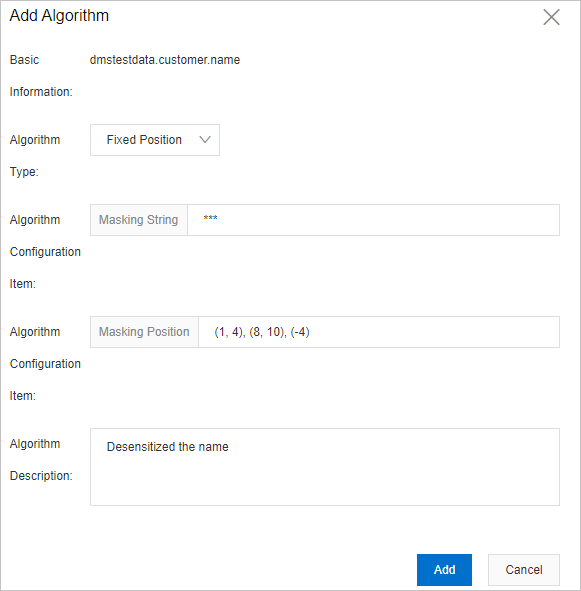 Add Algorithm
Basic dmstestdata.customer.name
Information:
Algorithm Fixed Position
Type:
Algorithm Masking String ***
Configuration
Item:
Algorithm Masking Position (1, 4), (8, 10), (-4)
Configuration
Item:
Algorithm Desensitized the name
Description:
Add Cancel